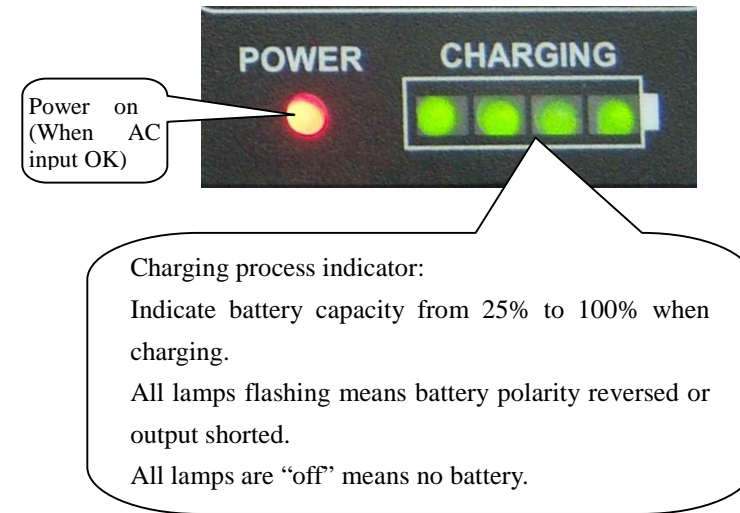 POWER CHARGING
Power on
(When AC
input OK)
Charging process indicator:
Indicate battery capacity from 25% to 100% when
charging.
All lamps flashing means battery polarity reversed or
output shorted.
All lamps are “off” means no battery.